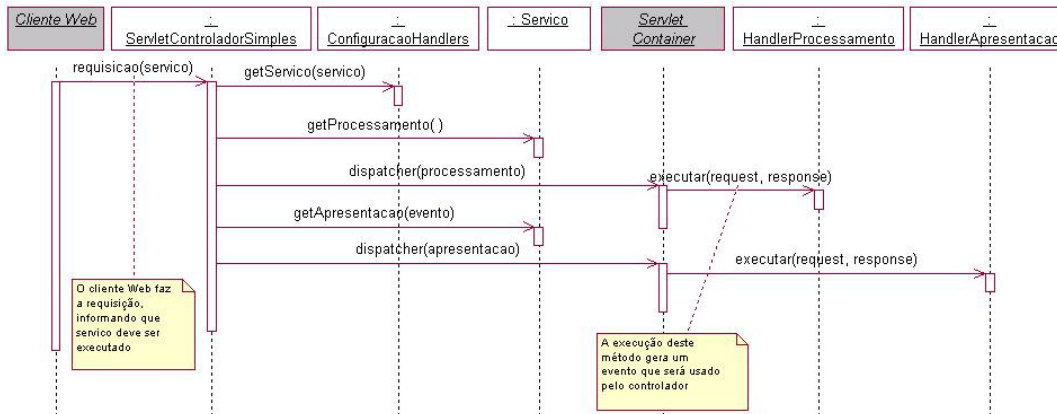 Cliente Web
:
ServletControladorSimples
:
ConfiguracaoHandlers
: Servico
Servlet
Container
:
HandlerProcessamento
:
HandlerApresentacao
requisicao(servico)
getServico(servico)
getProcessamento( )
dispatcher(processamento)
executar(request, response)
getApresentacao(evento)
dispatcher(apresentacao)
executar(request, response)
O cliente Web faz
a requisição,
informando que
servico deve ser
executado
A execução deste
método gera um
evento que será usado
pelo controlador